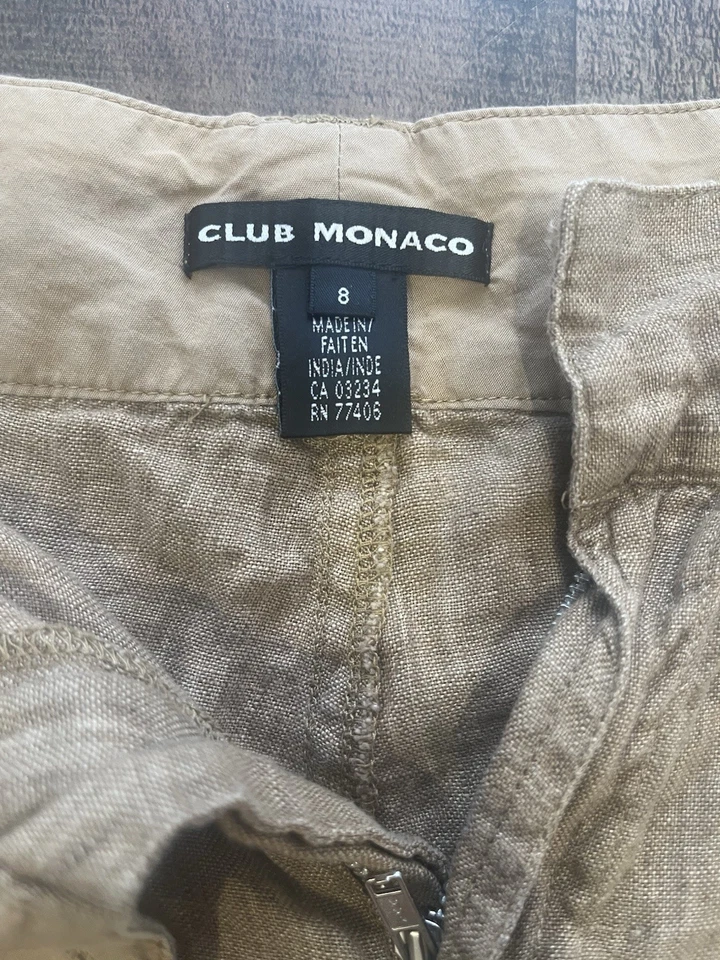 CLUB MONACO
8
MADE IN/
FAIT EN
INDIA/INDE
CA 03234
RN 77406